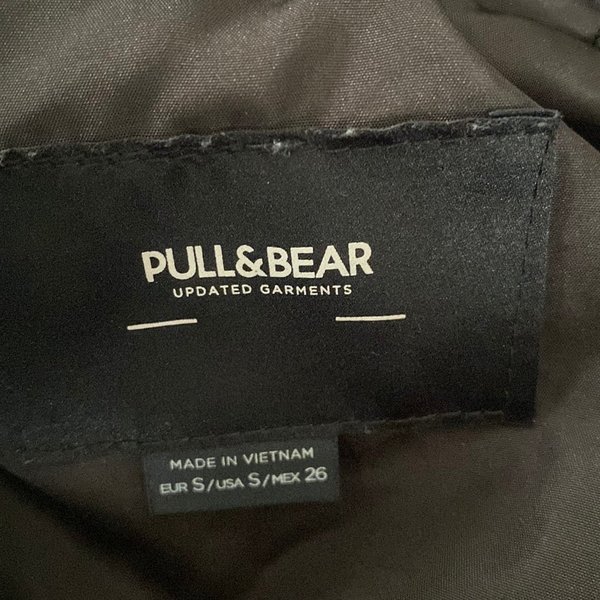 PULL&BEAR
UPDATED GARMENTS
MADE IN VIETNAM
EUR S/USA S/MEX 26